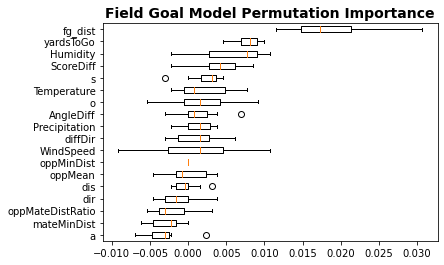 Field Goal Model Permutation Importance
fg_dist
yardsToGo
Humidity
ScoreDiff
s
Temperature
o
AngleDiff
Precipitation
diffDir
WindSpeed
oppMinDist
oppMean
dis
dir
oppMateDistRatio
mateMinDist
a
-0.010 -0.005 0.000 0.005 0.010 0.015 0.020 0.025 0.030